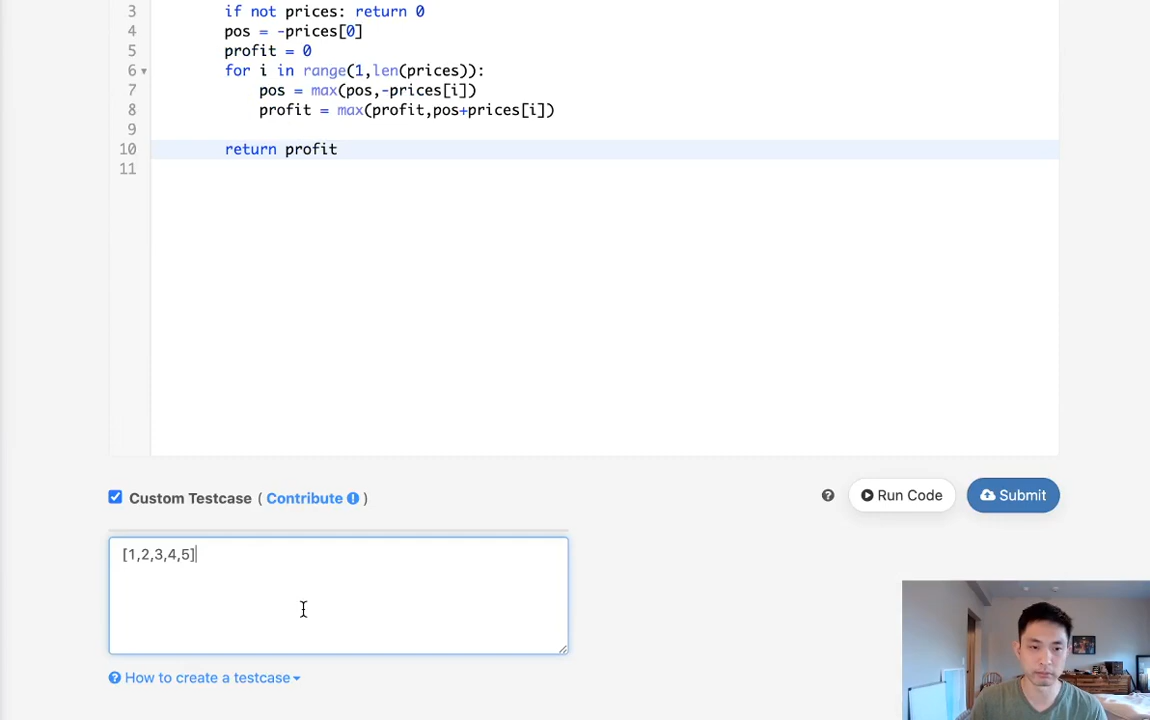 3 if not prices: return 0
4 pos = -prices[0]
5 profit = 0
6 for i in range(1,len(prices)):
7 pos = max(pos,-prices[i])
8 profit = max(profit,pos+prices[i])
9
10 return profit
11
Custom Testcase ( Contribute )
Run Code
Submit
[1,2,3,4,5]
How to create a testcase